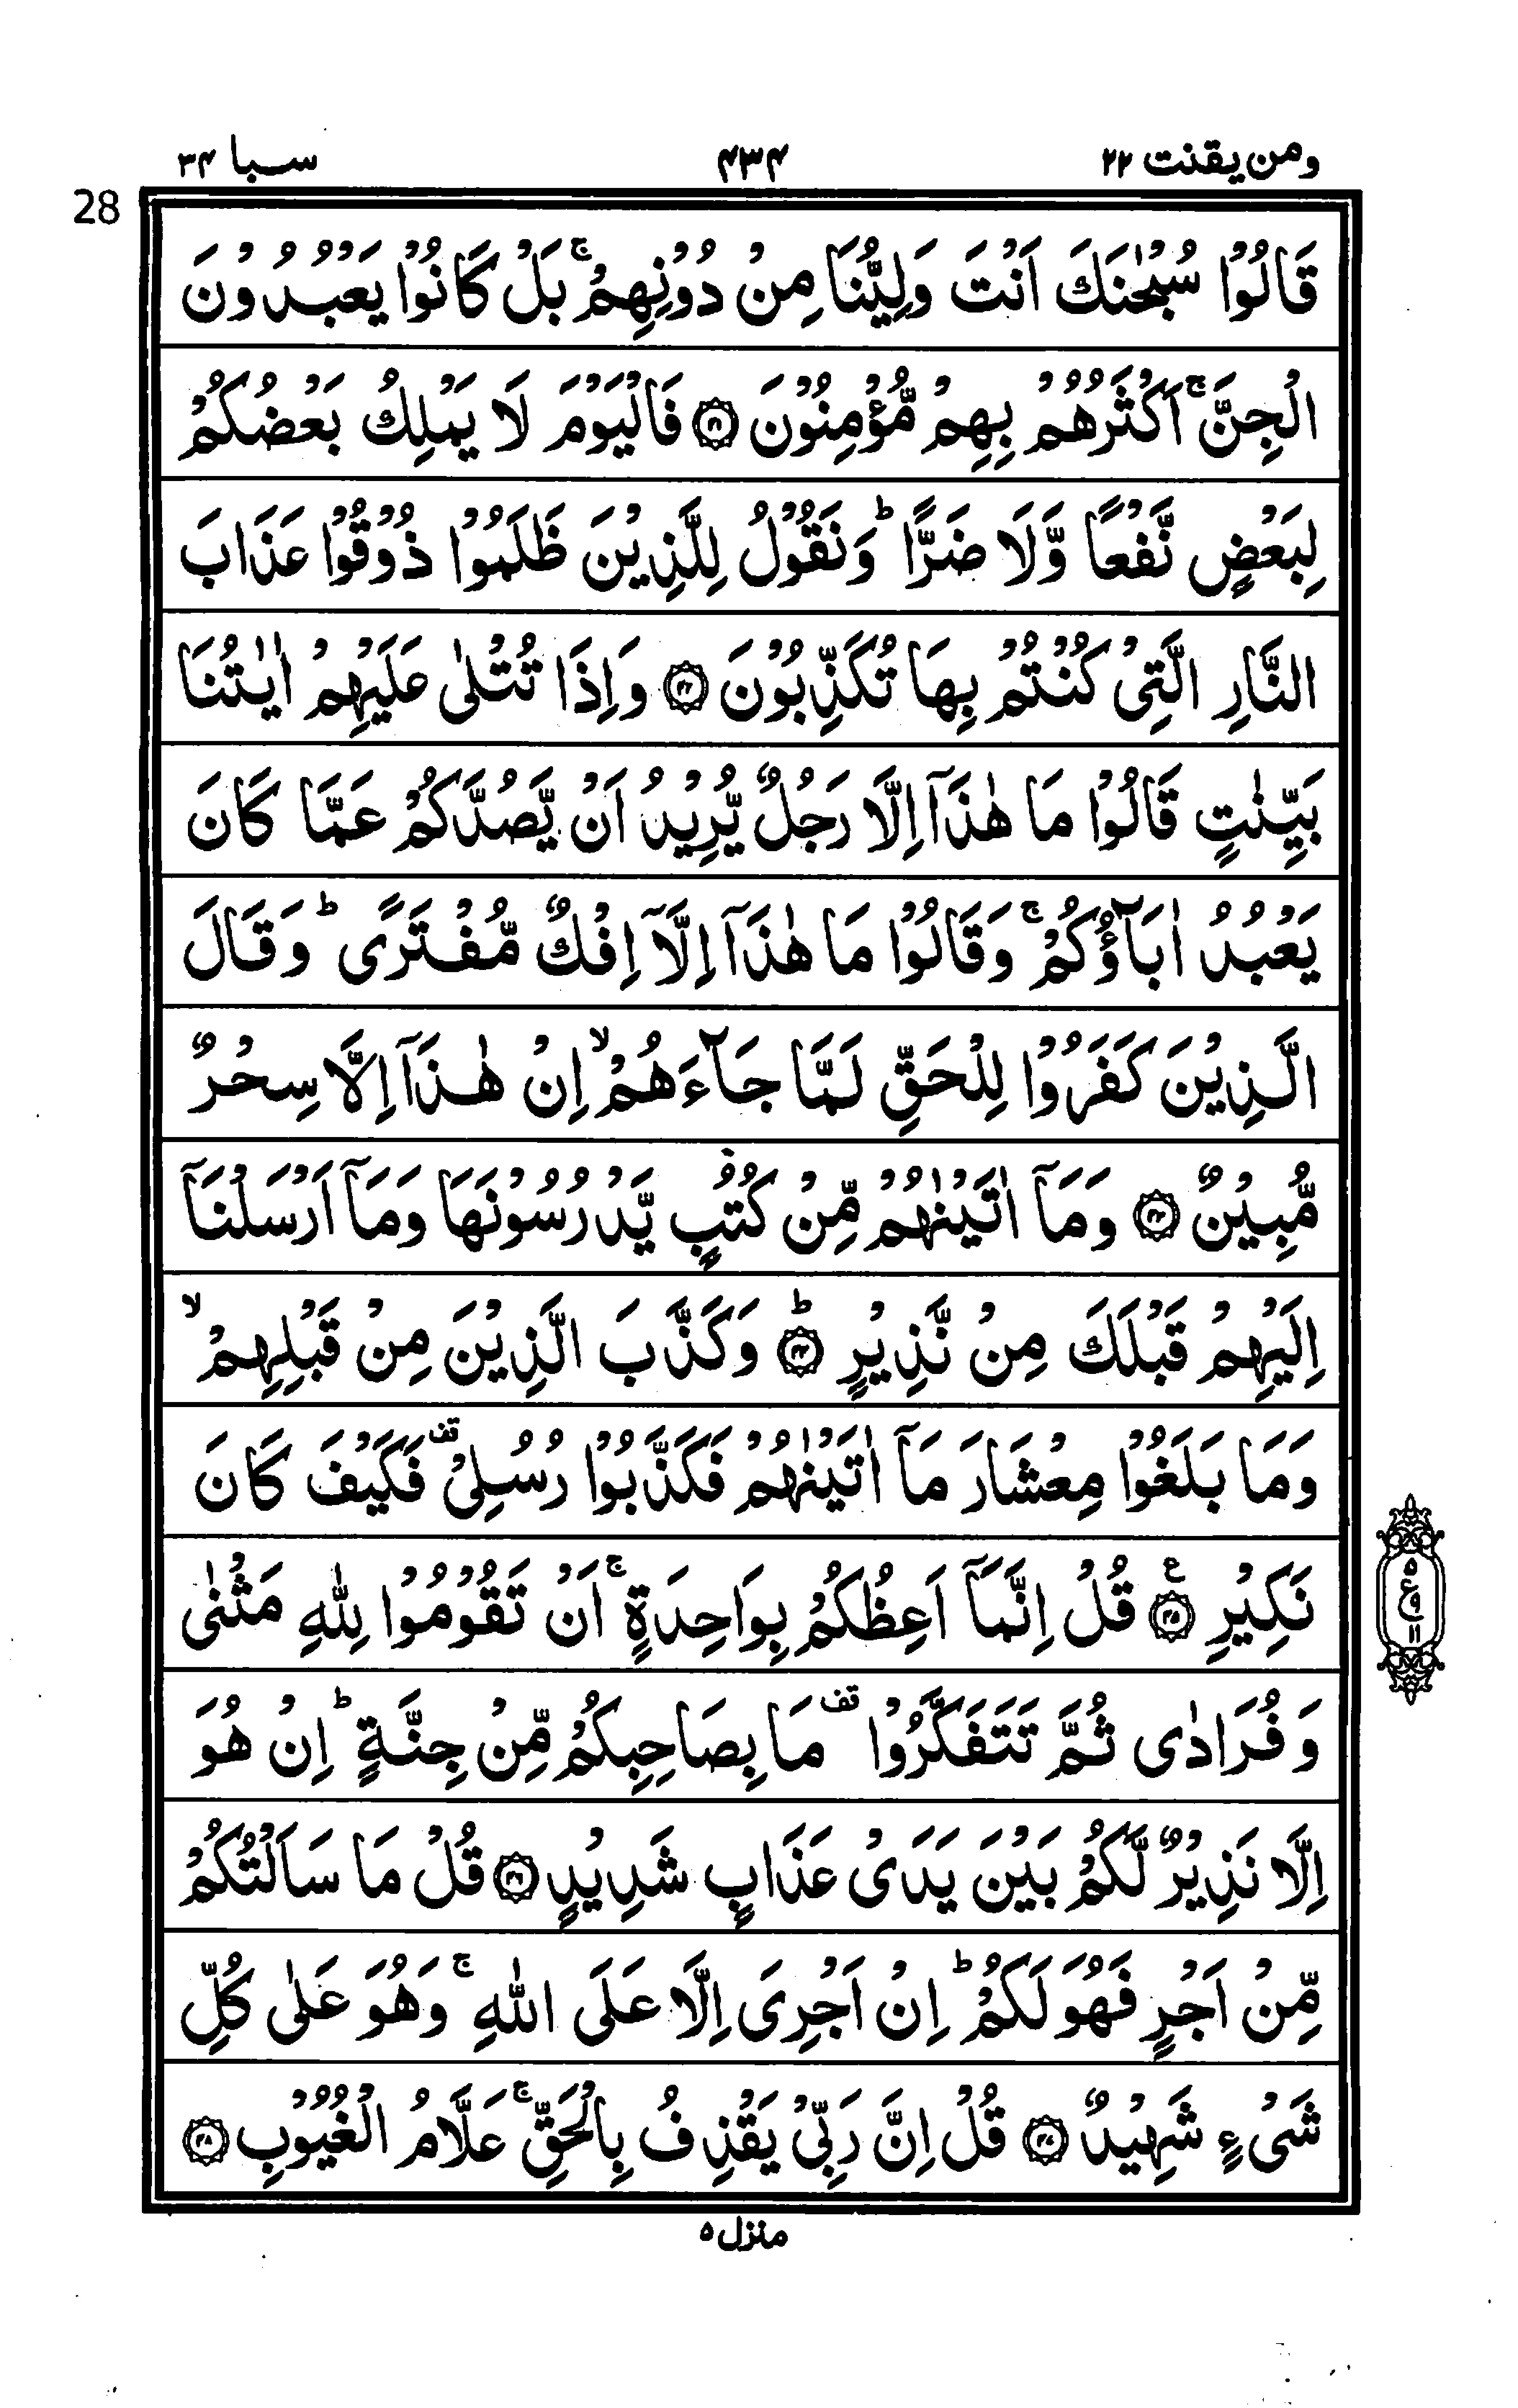 ومن يقنت ٢٢
٤٣٤
سبا ٣٤
28
قَالُوْا سُبْحٰنَكَ اَنْتَ وَلِيُّنَا مِنْ دُوْنِهِمْ ۚ بَلْ كَانُوْا يَعْبُدُوْنَ
الْجِنَّ ۚ اَكْثَرُهُمْ بِهِمْ مُّؤْمِنُوْنَ ﴿٤١﴾ فَالْيَوْمَ لَا يَمْلِكُ بَعْضُكُمْ
لِبَعْضٍ نَّفْعًا وَّلَا ضَرًّا ؕ وَنَقُوْلُ لِلَّذِيْنَ ظَلَمُوْا ذُوْقُوْا عَذَابَ
النَّارِ الَّتِيْ كُنْتُمْ بِهَا تُكَذِّبُوْنَ ﴿٤٢﴾ وَاِذَا تُتْلٰى عَلَيْهِمْ اٰيٰتُنَا
بَيِّنٰتٍ قَالُوْا مَا هٰذَآ اِلَّا رَجُلٌ يُّرِيْدُ اَنْ يَّصُدَّكُمْ عَمَّا كَانَ
يَعْبُدُ اٰبَآؤُكُمْ ۚ وَقَالُوْا مَا هٰذَآ اِلَّآ اِفْكٌ مُّفْتَرًى ؕ وَقَالَ
الَّذِيْنَ كَفَرُوْا لِلْحَقِّ لَمَّا جَآءَهُمْ ۙ اِنْ هٰذَآ اِلَّا سِحْرٌ
مُّبِيْنٌ ﴿٤٣﴾ وَمَآ اٰتَيْنٰهُمْ مِّنْ كُتُبٍ يَّدْرُسُوْنَهَا وَمَآ اَرْسَلْنَآ
اِلَيْهِمْ قَبْلَكَ مِنْ نَّذِيْرٍ ؕ ﴿٤٤﴾ وَكَذَّبَ الَّذِيْنَ مِنْ قَبْلِهِمْ ۙ
وَمَا بَلَغُوْا مِعْشَارَ مَآ اٰتَيْنٰهُمْ فَكَذَّبُوْا رُسُلِيْ قف فَكَيْفَ كَانَ
نَكِيْرِ ﴿٤٥﴾ ع قُلْ اِنَّمَآ اَعِظُكُمْ بِوَاحِدَةٍ ۚ اَنْ تَقُوْمُوْا لِلّٰهِ مَثْنٰى
ع ٥ ١١
وَفُرَادٰى ثُمَّ تَتَفَكَّرُوْا قف مَا بِصَاحِبِكُمْ مِّنْ جِنَّةٍ ؕ اِنْ هُوَ
اِلَّا نَذِيْرٌ لَّكُمْ بَيْنَ يَدَيْ عَذَابٍ شَدِيْدٍ ﴿٤٦﴾ قُلْ مَا سَاَلْتُكُمْ
مِّنْ اَجْرٍ فَهُوَ لَكُمْ ؕ اِنْ اَجْرِيَ اِلَّا عَلَى اللّٰهِ ۚ وَهُوَ عَلٰى كُلِّ
شَيْءٍ شَهِيْدٌ ﴿٤٧﴾ قُلْ اِنَّ رَبِّيْ يَقْذِفُ بِالْحَقِّ ۚ عَلَّامُ الْغُيُوْبِ ﴿٤٨﴾
منزل ٥